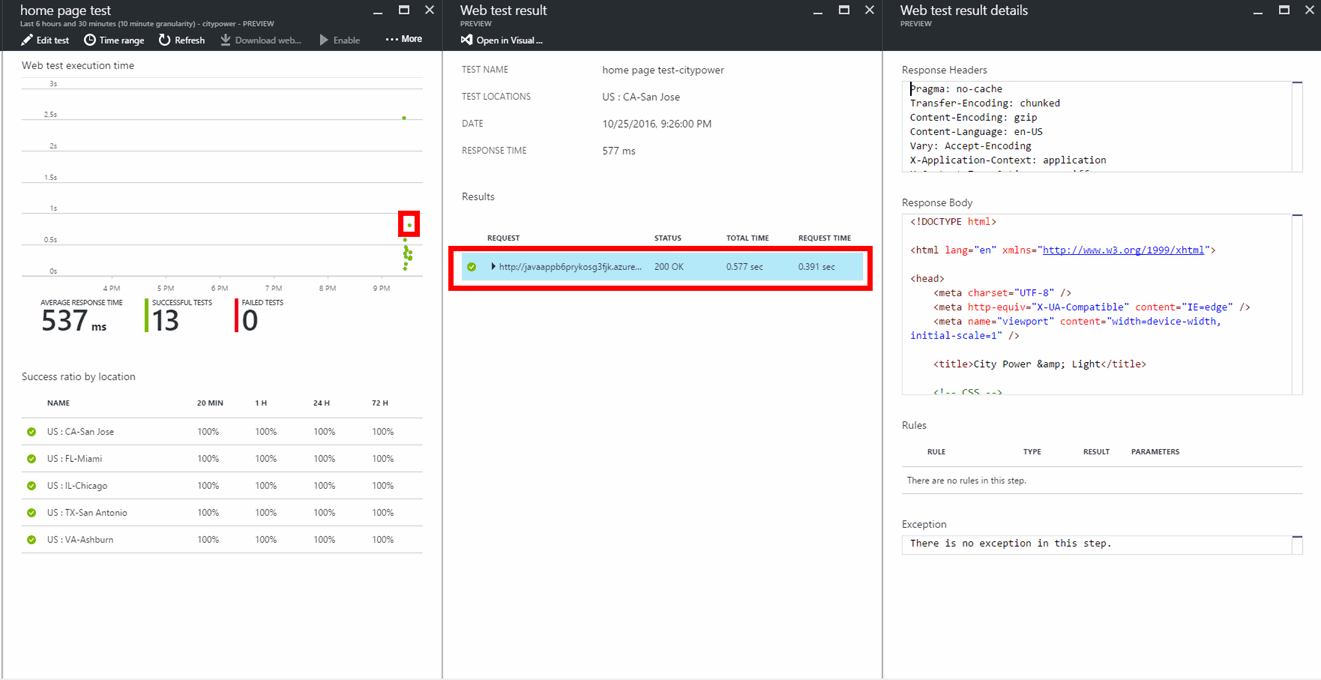 home page test
Last 6 hours and 30 minutes (10 minute granularity) - citypower - PREVIEW
Edit test Time range Refresh Download web... Enable ··· More
Web test execution time
3s
2.5s
2s
1.5s
1s
0.5s
0s
4 PM 5 PM 6 PM 7 PM 8 PM 9 PM
AVERAGE RESPONSE TIME SUCCESSFUL TESTS FAILED TESTS
537 ms 13 0
Success ratio by location
NAME 20 MIN 1 H 24 H 72 H
US : CA-San Jose 100% 100% 100% 100%
US : FL-Miami 100% 100% 100% 100%
US : IL-Chicago 100% 100% 100% 100%
US : TX-San Antonio 100% 100% 100% 100%
US : VA-Ashburn 100% 100% 100% 100%
Web test result
PREVIEW
Open in Visual ...
TEST NAME home page test-citypower
TEST LOCATIONS US : CA-San Jose
DATE 10/25/2016, 9:26:00 PM
RESPONSE TIME 577 ms
Results
REQUEST STATUS TOTAL TIME REQUEST TIME
http://javaappb6prykosg3fjk.azure... 200 OK 0.577 sec 0.391 sec
Web test result details
PREVIEW
Response Headers
Pragma: no-cache
Transfer-Encoding: chunked
Content-Encoding: gzip
Content-Language: en-US
Vary: Accept-Encoding
X-Application-Context: application
Response Body
<!DOCTYPE html>
<html lang="en" xmlns="http://www.w3.org/1999/xhtml">
<head>
<meta charset="UTF-8" />
<meta http-equiv="X-UA-Compatible" content="IE=edge" />
<meta name="viewport" content="width=device-width,
initial-scale=1" />
<title>City Power &amp; Light</title>
<!-- CSS -->
Rules
RULE TYPE RESULT PARAMETERS
There are no rules in this step.
Exception
There is no exception in this step.